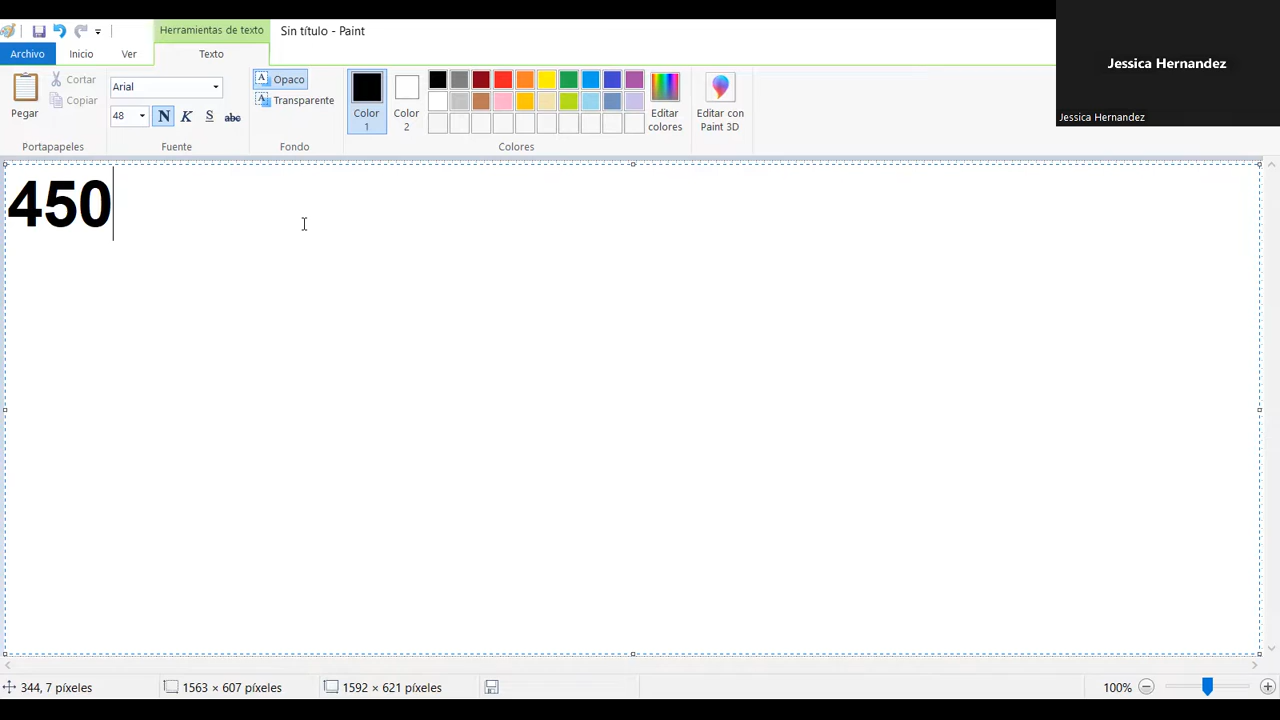 Herramientas de texto
Sin título - Paint
Archivo
Inicio
Ver
Texto
Pegar
Cortar
Copiar
Portapapeles
Arial
48
N K S abc
Fuente
A Opaco
A Transparente
Fondo
Color 1
Color 2
Editar colores
Colores
Editar con Paint 3D
Jessica Hernandez
Jessica Hernandez
450
344, 7 píxeles
1563 × 607 píxeles
1592 × 621 píxeles
100%